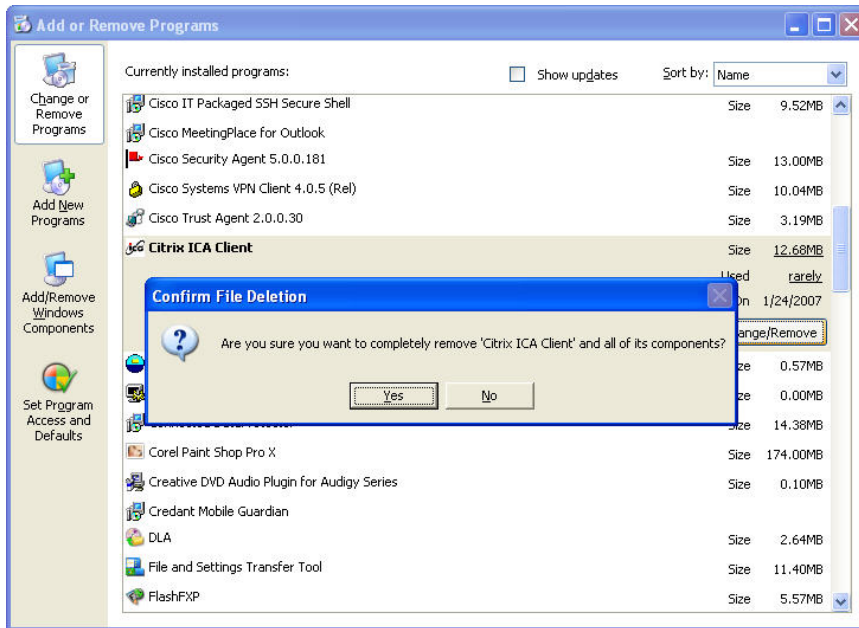 Add or Remove Programs
Change or
Remove
Programs
Add New
Programs
Add/Remove
Windows
Components
Set Program
Access and
Defaults
Currently installed programs:
Show updates
Sort by: Name
Cisco IT Packaged SSH Secure Shell Size 9.52MB
Cisco MeetingPlace for Outlook
Cisco Security Agent 5.0.0.181 Size 13.00MB
Cisco Systems VPN Client 4.0.5 (Rel) Size 10.04MB
Cisco Trust Agent 2.0.0.30 Size 3.19MB
Citrix ICA Client Size 12.68MB
Used rarely
On 1/24/2007
ange/Remove
Confirm File Deletion
Are you sure you want to completely remove 'Citrix ICA Client' and all of its components?
Yes No
ze 0.57MB
ze 0.00MB
Size 14.38MB
Corel Paint Shop Pro X Size 174.00MB
Creative DVD Audio Plugin for Audigy Series Size 0.10MB
Credant Mobile Guardian
DLA Size 2.64MB
File and Settings Transfer Tool Size 11.40MB
FlashFXP Size 5.57MB